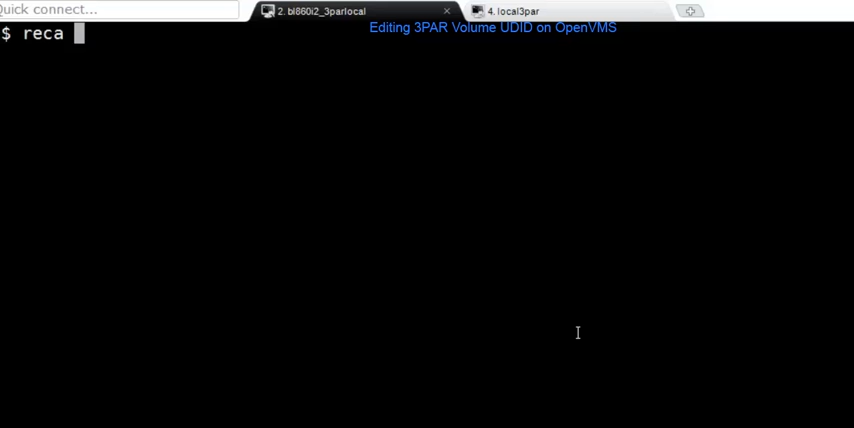 Quick connect...
2. bl860i2_3parlocal
4. local3par
Editing 3PAR Volume UDID on OpenVMS
$ reca